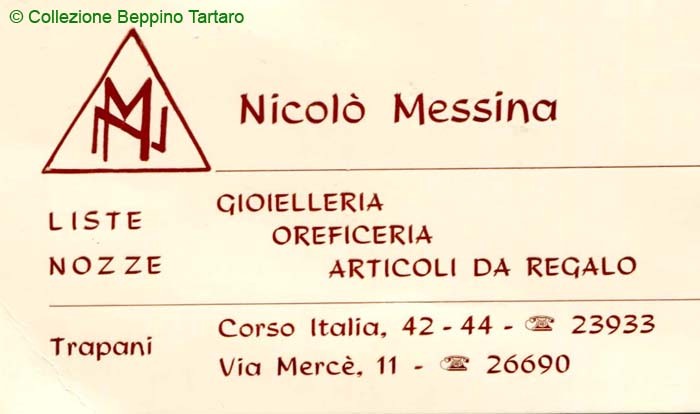 © Collezione Beppino Tartaro
NM
Nicolò Messina
LISTE
NOZZE
GIOIELLERIA
OREFICERIA
ARTICOLI DA REGALO
Trapani
Corso Italia, 42 - 44 - ☎ 23933
Via Mercè, 11 - ☎ 26690